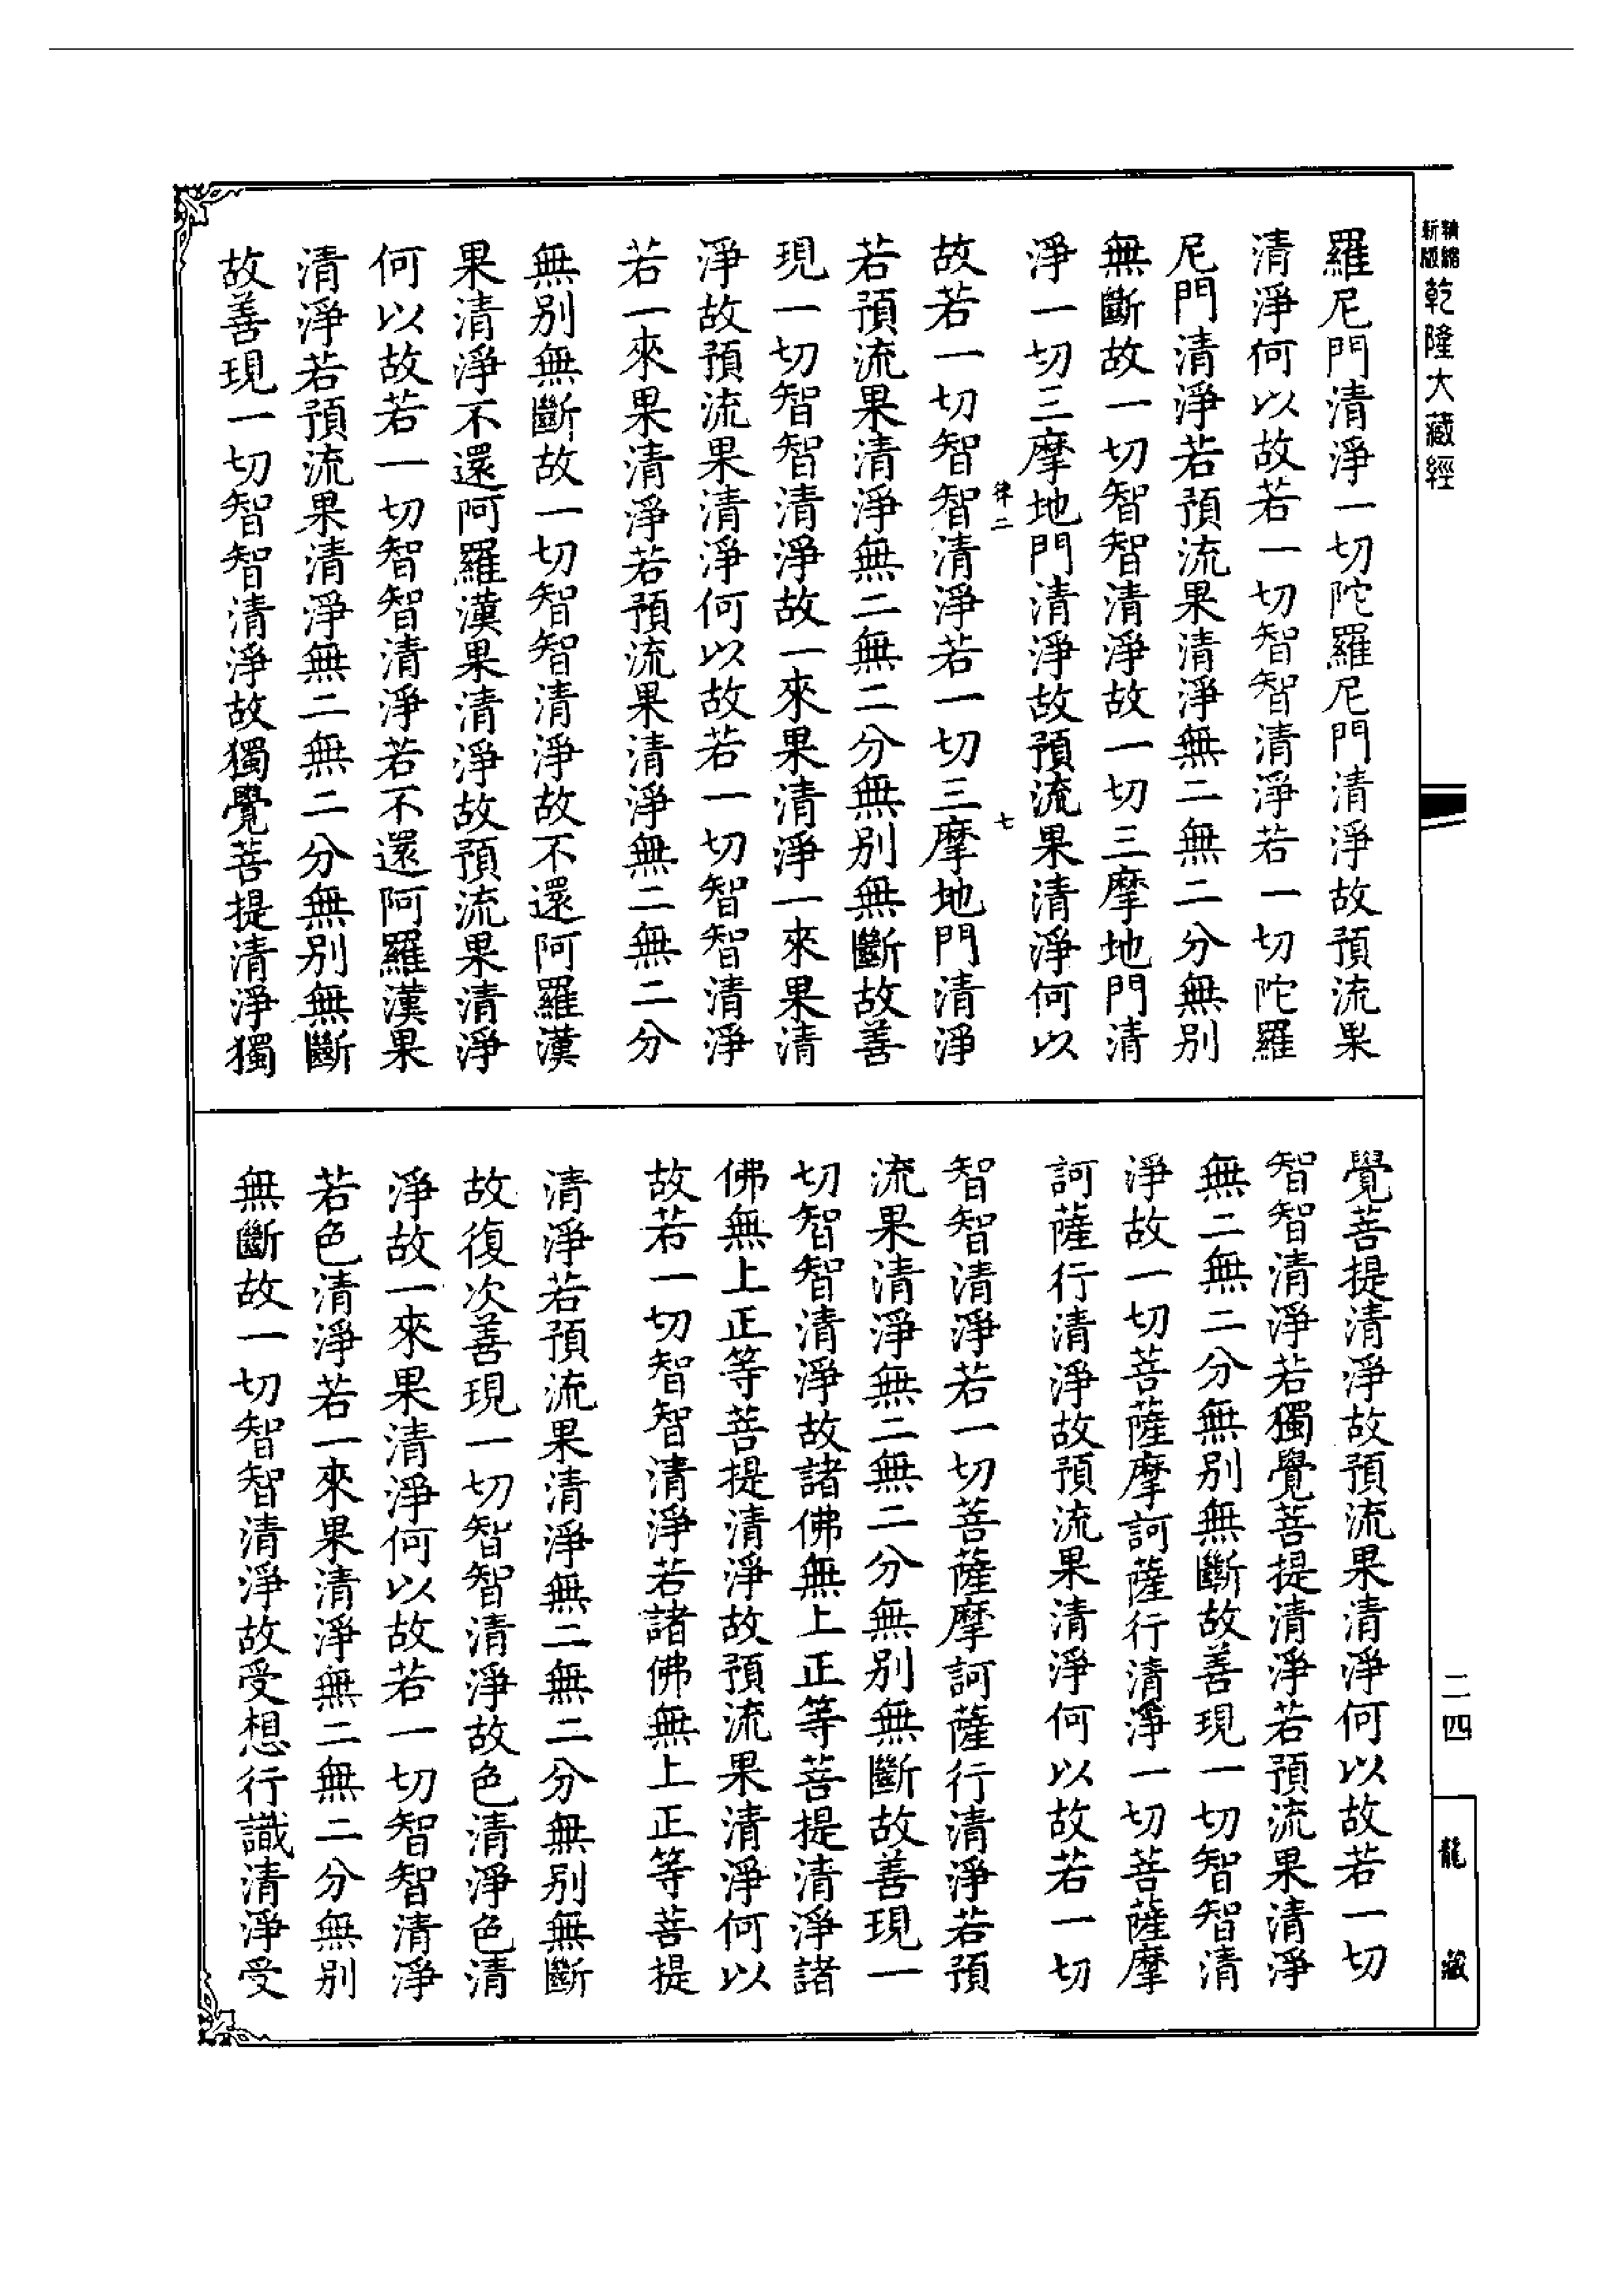 精縮新版乾隆大藏經
羅尼門清淨一切陀羅尼門清淨故預流果
清淨何以故若一切智智清淨若一切陀羅
尼門清淨若預流果清淨無二無二分無別
無斷故一切智智清淨故一切三摩地門清
淨一切三摩地門清淨故預流果清淨何以
律二 七
故若一切智智清淨若一切三摩地門清淨
若預流果清淨無二無二分無別無斷故善
現一切智智清淨故一來果清淨一來果清
淨故預流果清淨何以故若一切智智清淨
若一來果清淨若預流果清淨無二無二分
無別無斷故一切智智清淨故不還阿羅漢
果清淨不還阿羅漢果清淨故預流果清淨
何以故若一切智智清淨若不還阿羅漢果
清淨若預流果清淨無二無二分無別無斷
故善現一切智智清淨故獨覺菩提清淨獨
覺菩提清淨故預流果清淨何以故若一切
智智清淨若獨覺菩提清淨若預流果清淨
無二無二分無別無斷故善現一切智智清
淨故一切菩薩摩訶薩行清淨一切菩薩摩
訶薩行清淨故預流果清淨何以故若一切
智智清淨若一切菩薩摩訶薩行清淨若預
流果清淨無二無二分無別無斷故善現一
切智智清淨故諸佛無上正等菩提清淨諸
佛無上正等菩提清淨故預流果清淨何以
故若一切智智清淨若諸佛無上正等菩提
清淨若預流果清淨無二無二分無別無斷
故復次善現一切智智清淨故色清淨色清
淨故一來果清淨何以故若一切智智清淨
若色清淨若一來果清淨無二無二分無別
無斷故一切智智清淨故受想行識清淨受
二四
龍藏